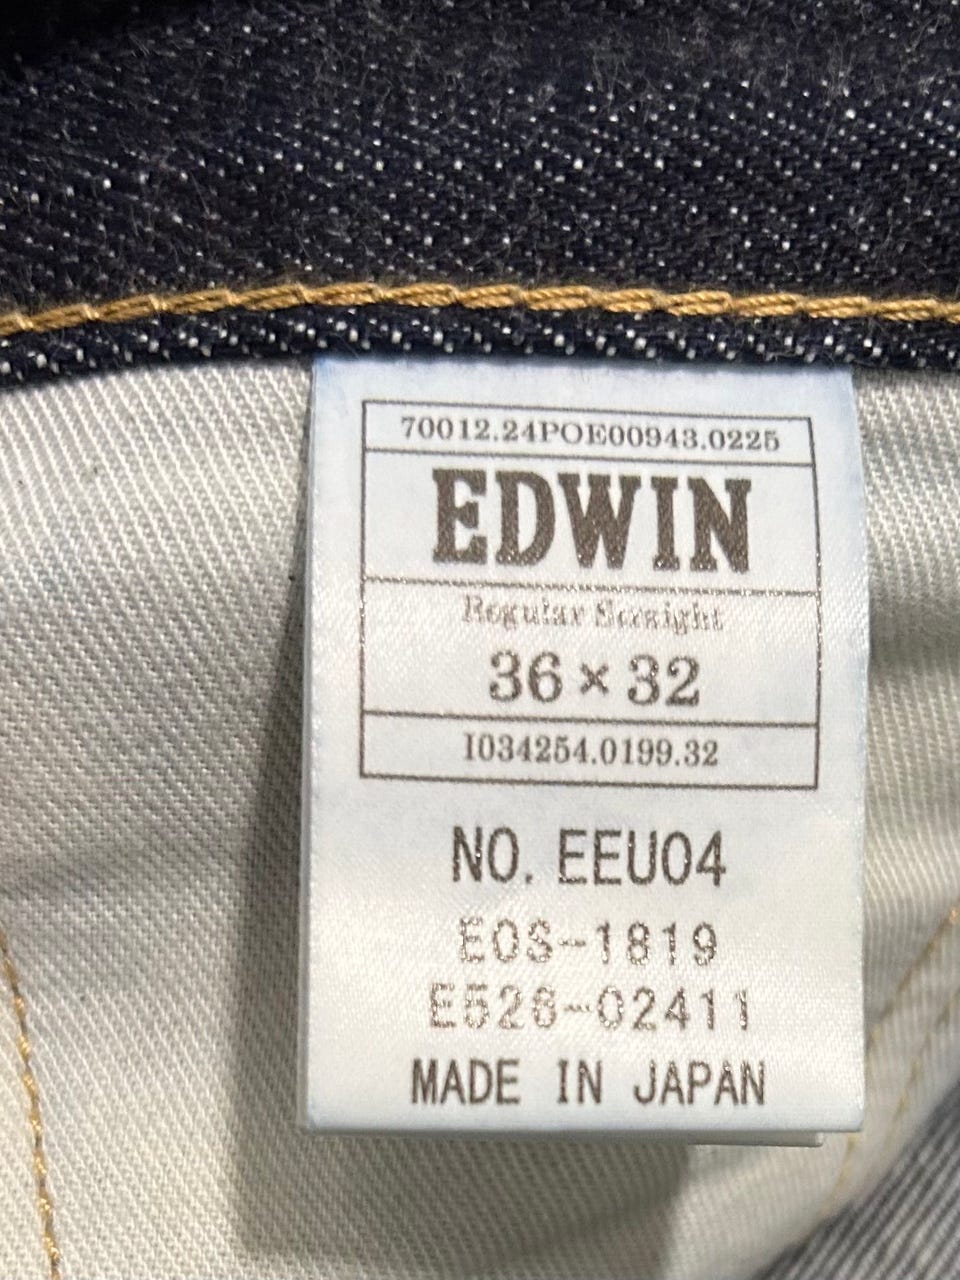 70012.24POE00943.0225
EDWIN
Regular Straight
36 × 32
I034254.0199.32
NO. EEU04
EOS-1819
E526-02411
MADE IN JAPAN